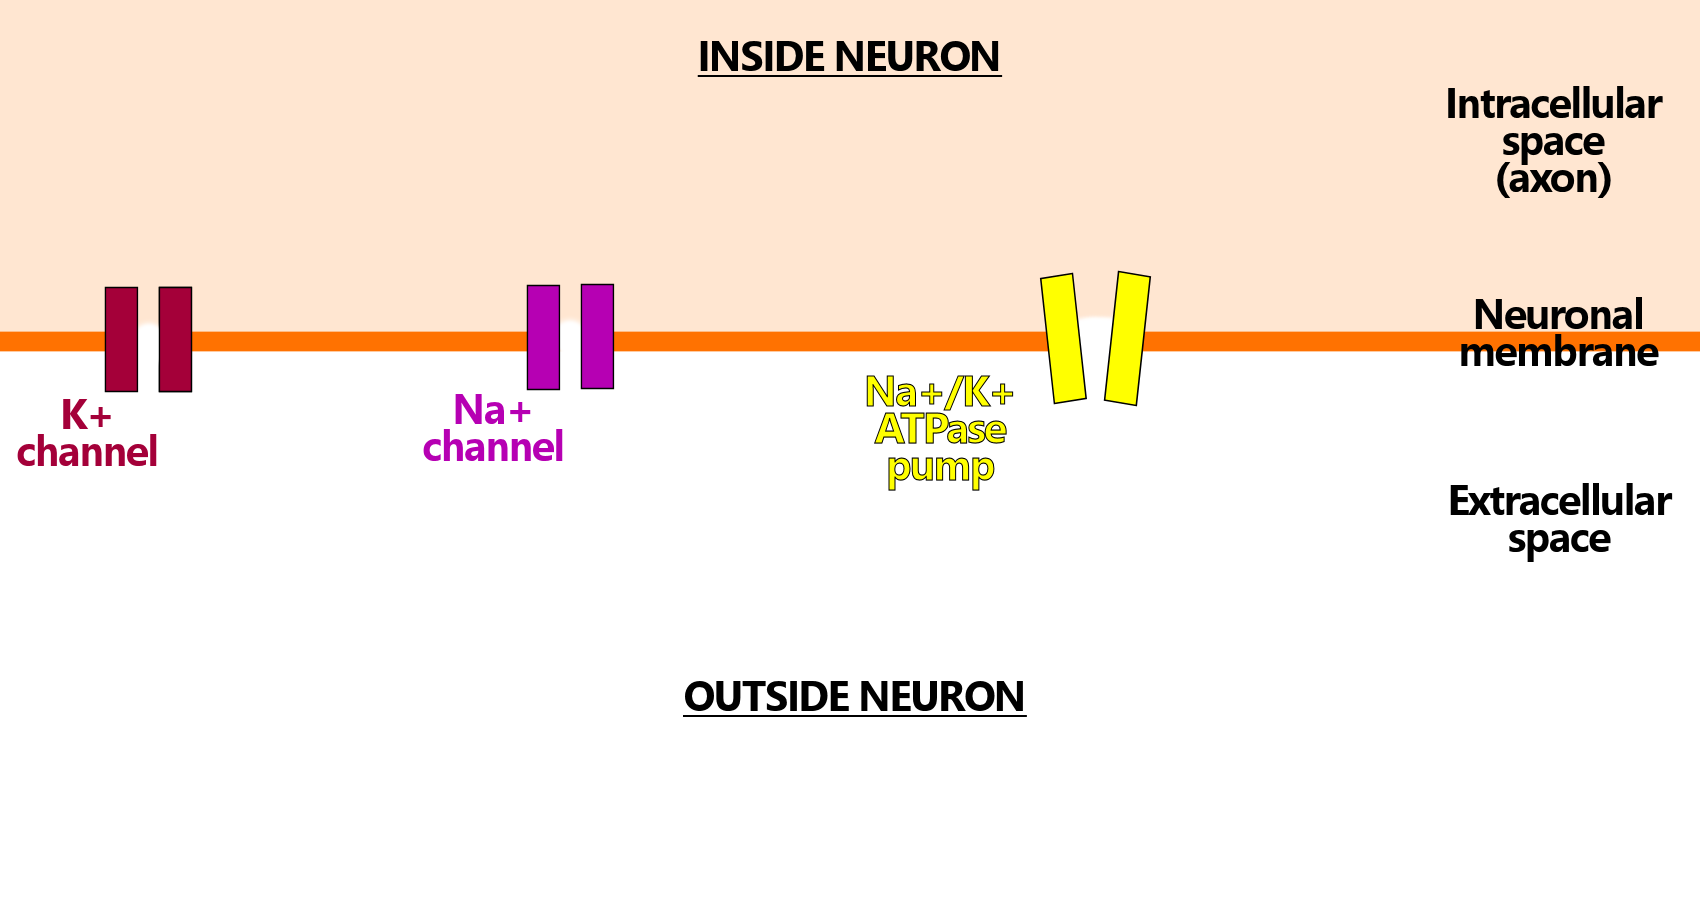 INSIDE NEURON
Intracellular
space
(axon)
Neuronal
membrane
K+
channel
Na+
channel
Na+/K+
ATPase
pump
Extracellular
space
OUTSIDE NEURON